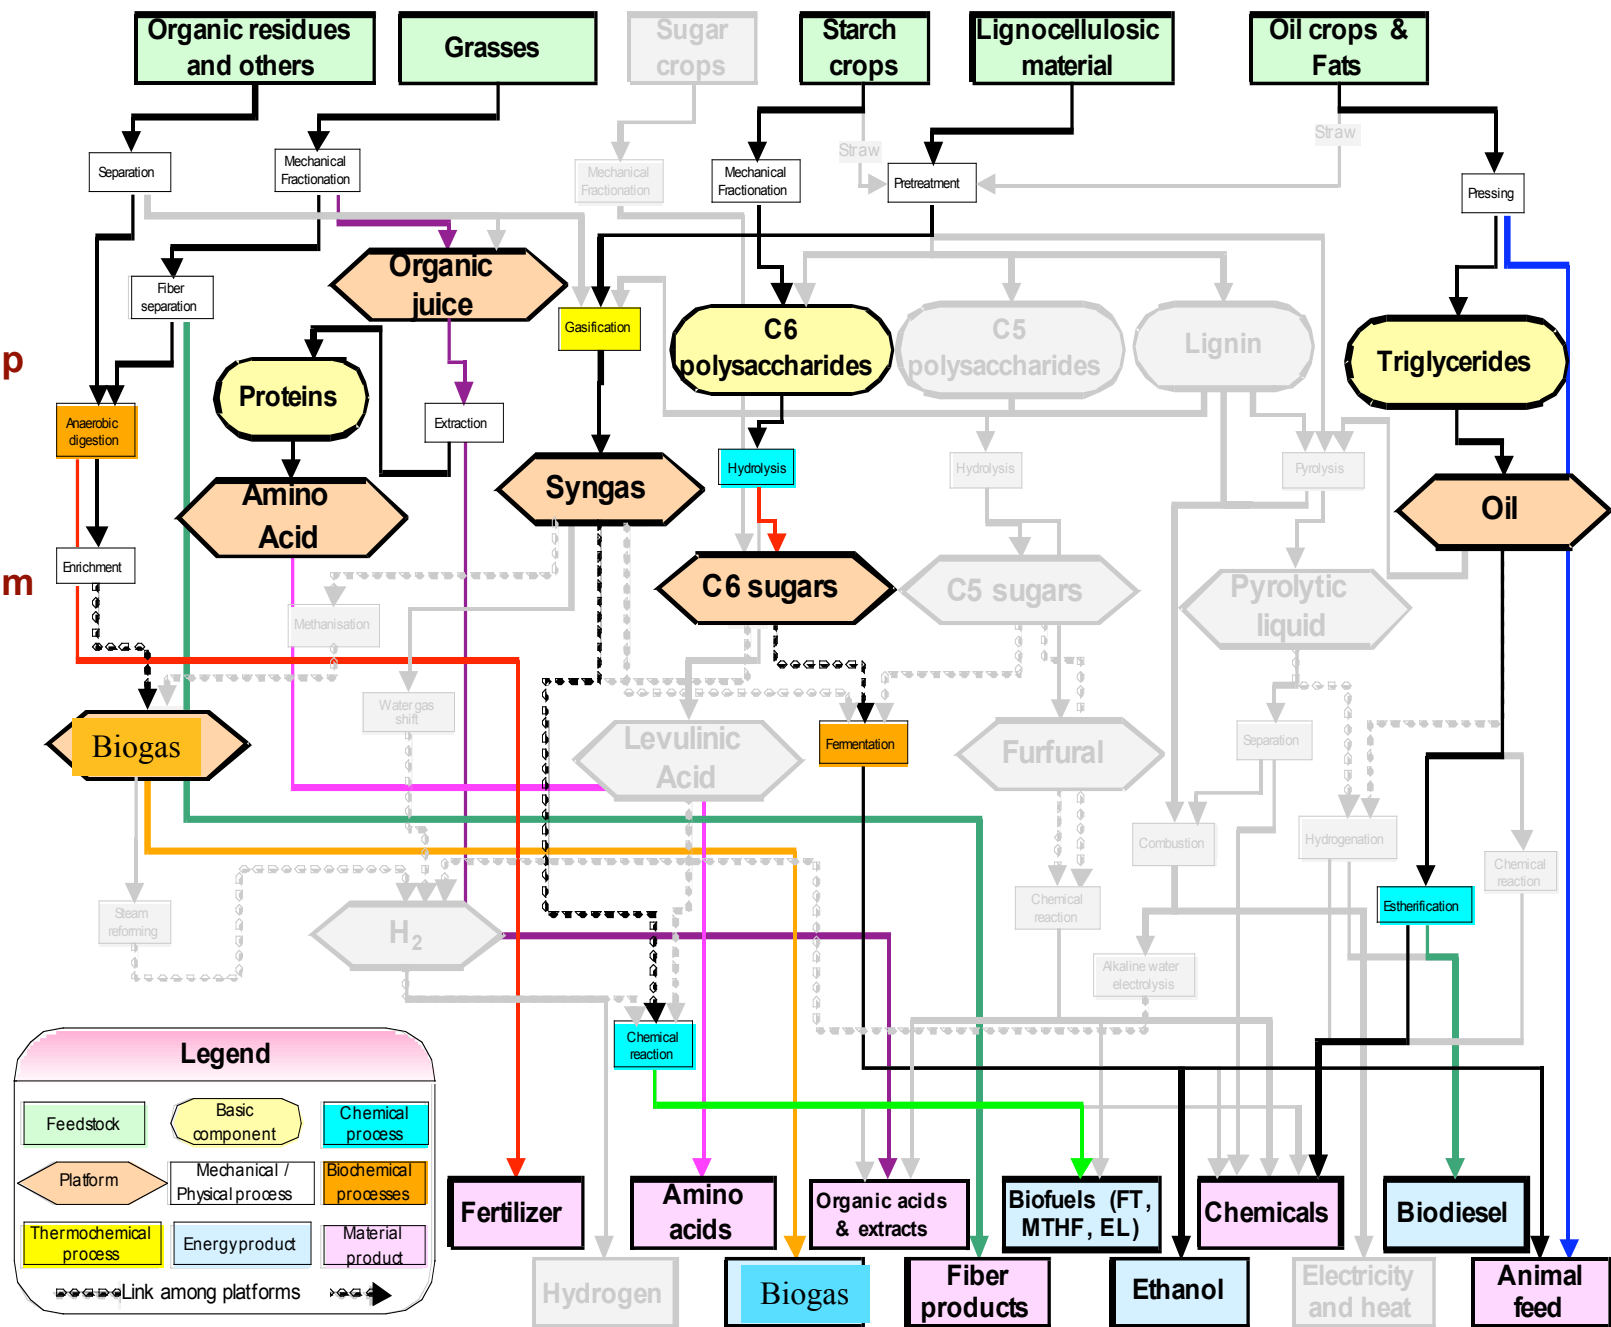 Organic residues
and others
Grasses
Sugar
crops
Starch
crops
Lignocellulosic
material
Oil crops &
Fats
Separation
Mechanical
Fractionation
Mechanical
Fractionation
Straw
Mechanical
Fractionation
Pretreatment
Straw
Pressing
Fiber
separation
Organic
juice
Gasification
C6
polysaccharides
C5
polysaccharides
Lignin
Triglycerides
p
Proteins
Anaerobic
digestion
Extraction
Hydrolysis
Hydrolysis
Pyrolysis
Amino
Acid
Syngas
Oil
Enrichment
m
C6 sugars
C5 sugars
Pyrolytic
liquid
Methanisation
Water gas
shift
Biogas
Levulinic
Acid
Fermentation
Furfural
Separation
Combustion
Hydrogenation
Chemical
reaction
Steam
reforming
H2
Chemical
reaction
Estherification
Alkaline water
electrolysis
Chemical
reaction
Legend
Feedstock
Basic
component
Chemical
process
Platform
Mechanical /
Physical process
Biochemical
processes
Thermochemical
process
Energy product
Material
product
Link among platforms
Fertilizer
Amino
acids
Organic acids
& extracts
Biofuels (FT,
MTHF, EL)
Chemicals
Biodiesel
Hydrogen
Biogas
Fiber
products
Ethanol
Electricity
and heat
Animal
feed